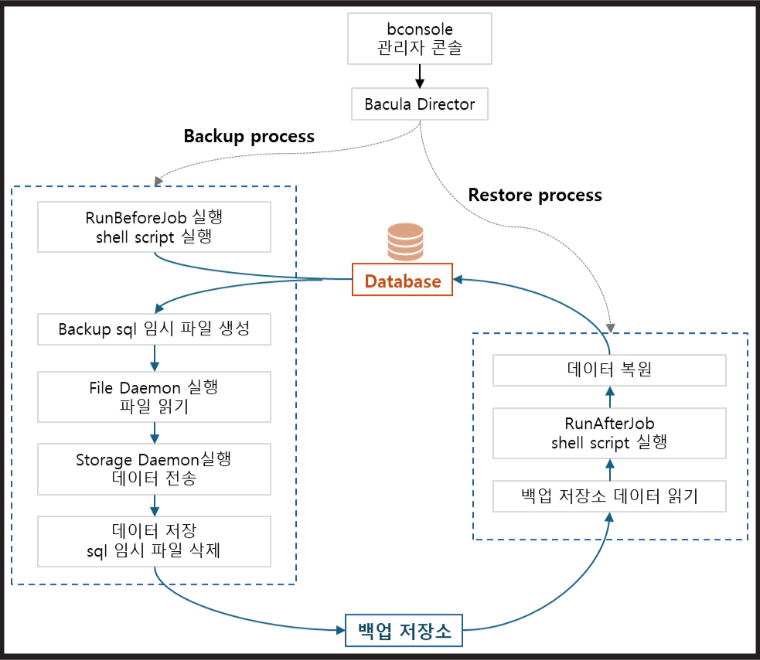 bconsole
관리자 콘솔
Bacula Director
Backup process
Restore process
RunBeforeJob 실행
shell script 실행
Database
Backup sql 임시 파일 생성
File Daemon 실행
파일 읽기
Storage Daemon실행
데이터 전송
데이터 저장
sql 임시 파일 삭제
데이터 복원
RunAfterJob
shell script 실행
백업 저장소 데이터 읽기
백업 저장소